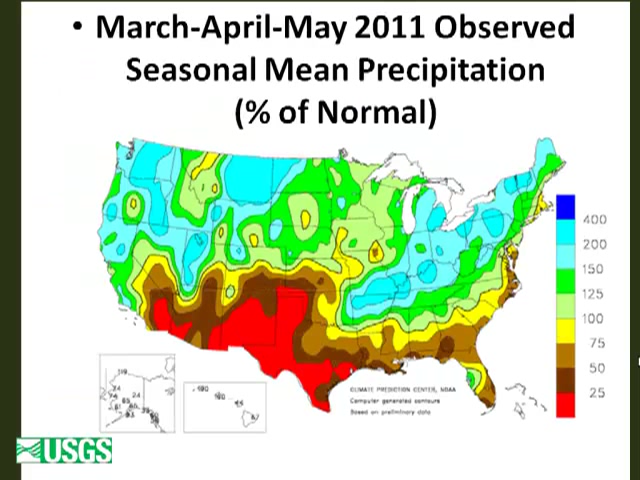 • March-April-May 2011 Observed
Seasonal Mean Precipitation
(% of Normal)
400
200
150
125
100
75
50
25
CLIMATE PREDICTION CENTER, NOAA
Computer generated contours
Based on preliminary data
USGS